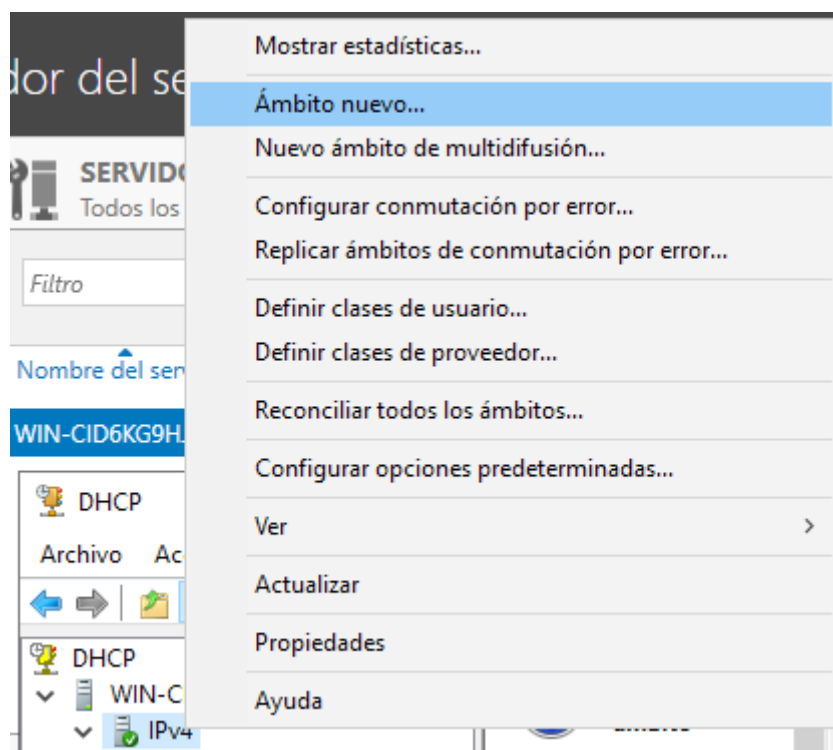 dor del se
Mostrar estadísticas...
Ámbito nuevo...
Nuevo ámbito de multidifusión...
Configurar conmutación por error...
Replicar ámbitos de conmutación por error...
Definir clases de usuario...
Definir clases de proveedor...
Reconciliar todos los ámbitos...
Configurar opciones predeterminadas...
Ver
Actualizar
Propiedades
Ayuda
SERVIDO
Todos los
Filtro
Nombre del ser
WIN-CID6KG9H
DHCP
Archivo Ac
DHCP
WIN-C
IPv4